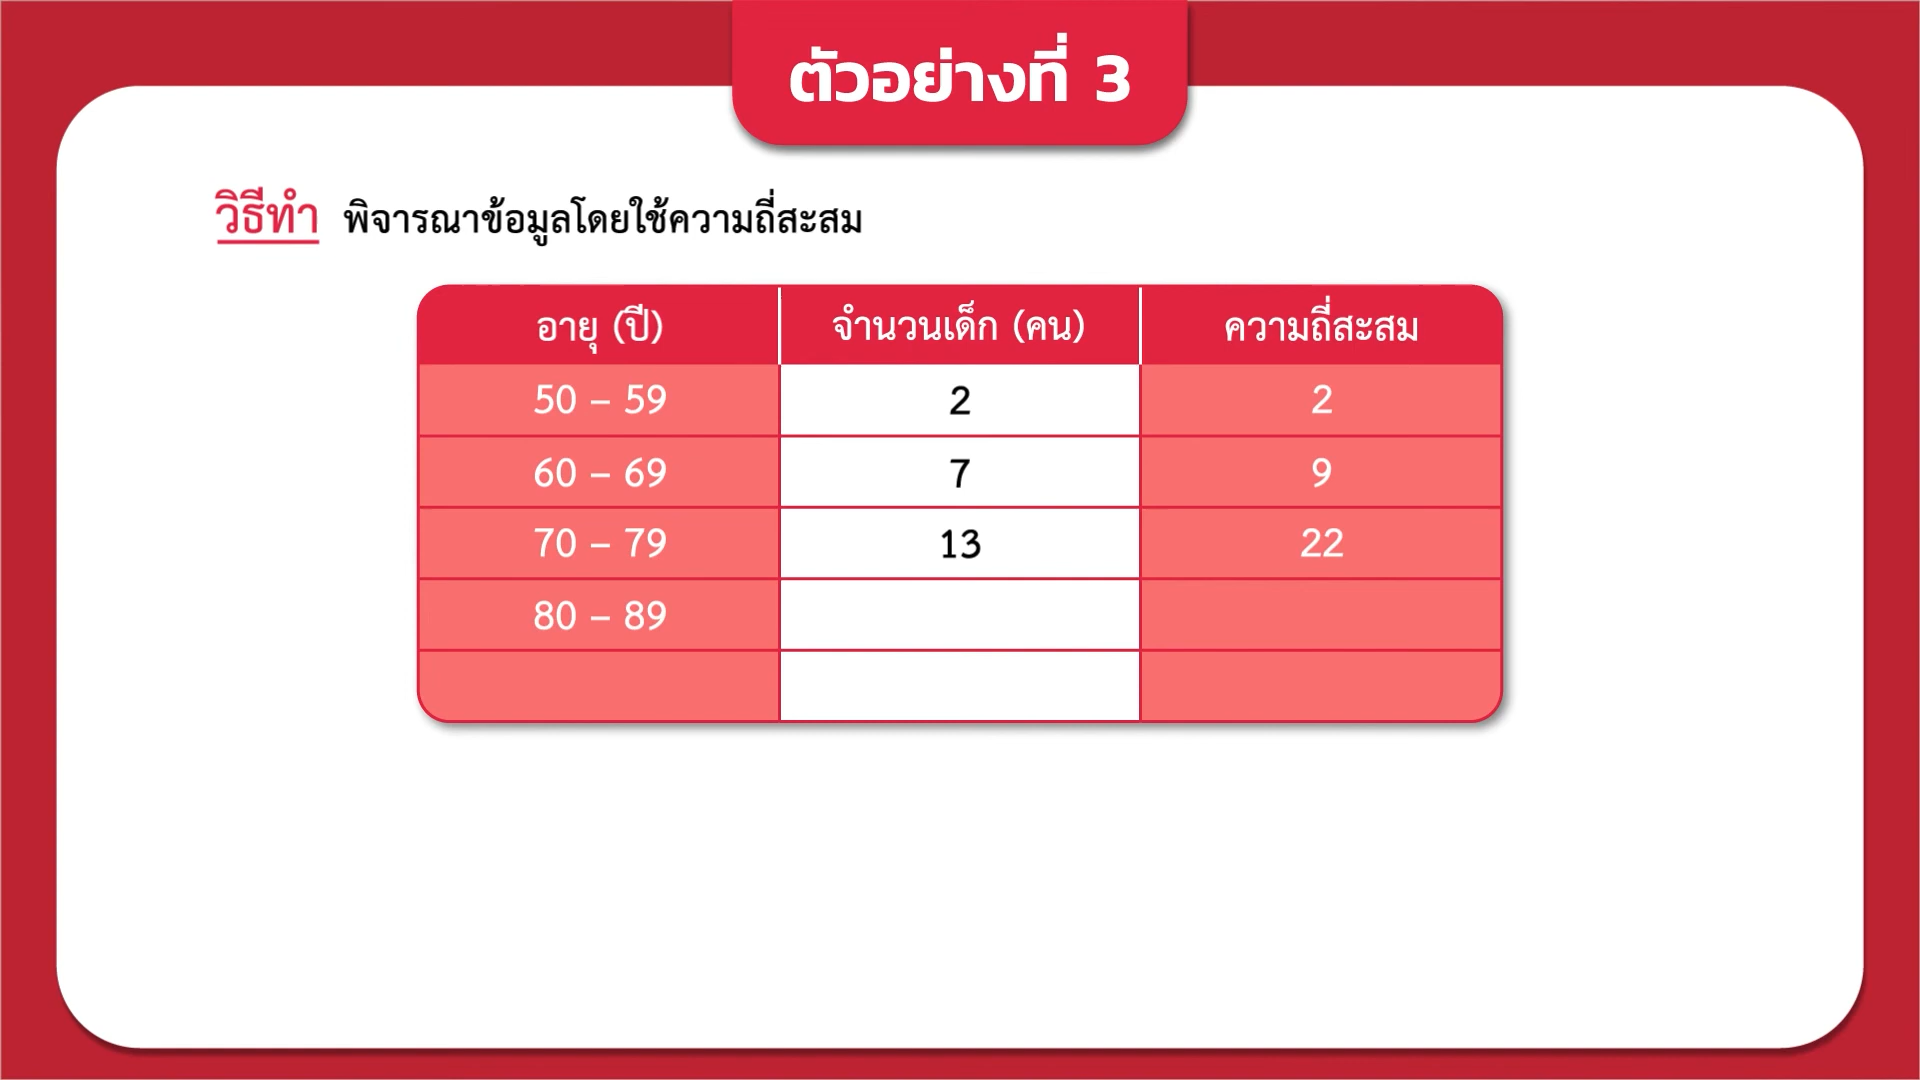 ตัวอย่างที่ 3
วิธีทำ พิจารณาข้อมูลโดยใช้ความถี่สะสม
อายุ (ปี) จำนวนเด็ก (คน) ความถี่สะสม
50 – 59 2 2
60 – 69 7 9
70 – 79 13 22
80 – 89